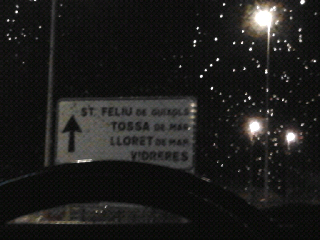 ST. FELIU DE GUIXOLS
TOSSA DE MAR
LLORET DE MAR
VIDRERES